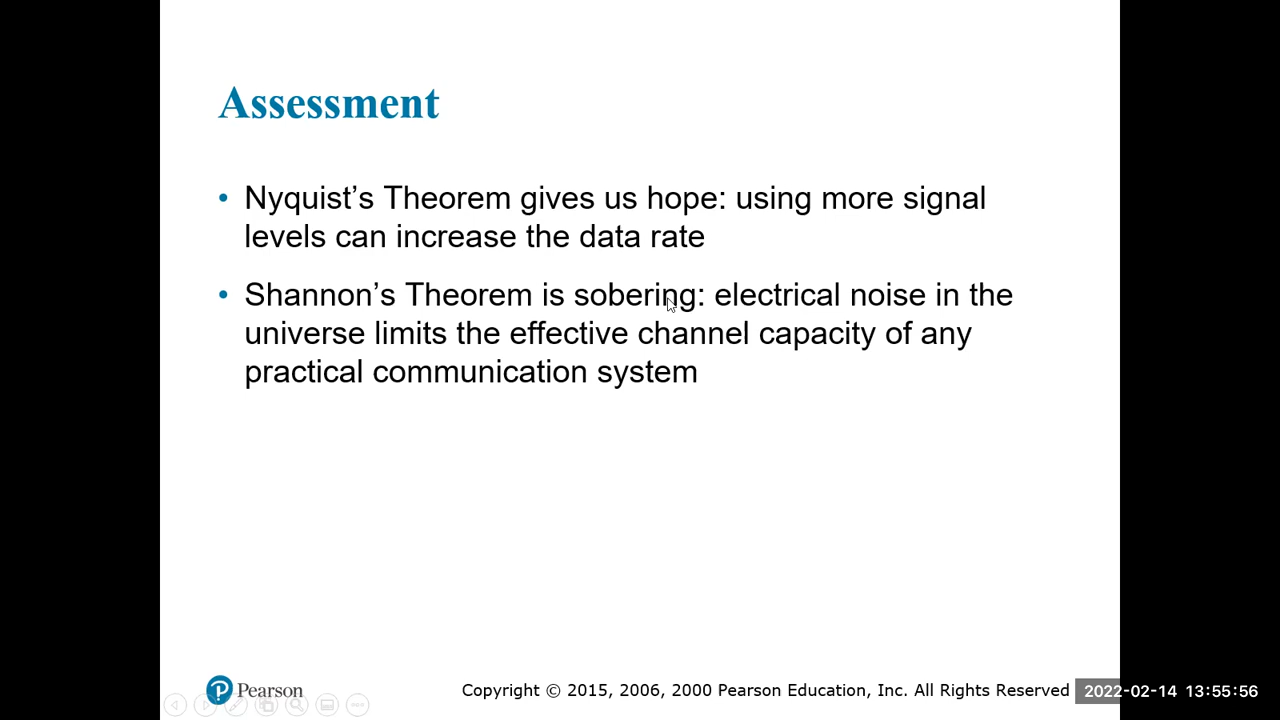 Assessment
• Nyquist’s Theorem gives us hope: using more signal
levels can increase the data rate
• Shannon’s Theorem is sobering: electrical noise in the
universe limits the effective channel capacity of any
practical communication system
Pearson
Copyright © 2015, 2006, 2000 Pearson Education, Inc. All Rights Reserved
2022-02-14 13:55:56